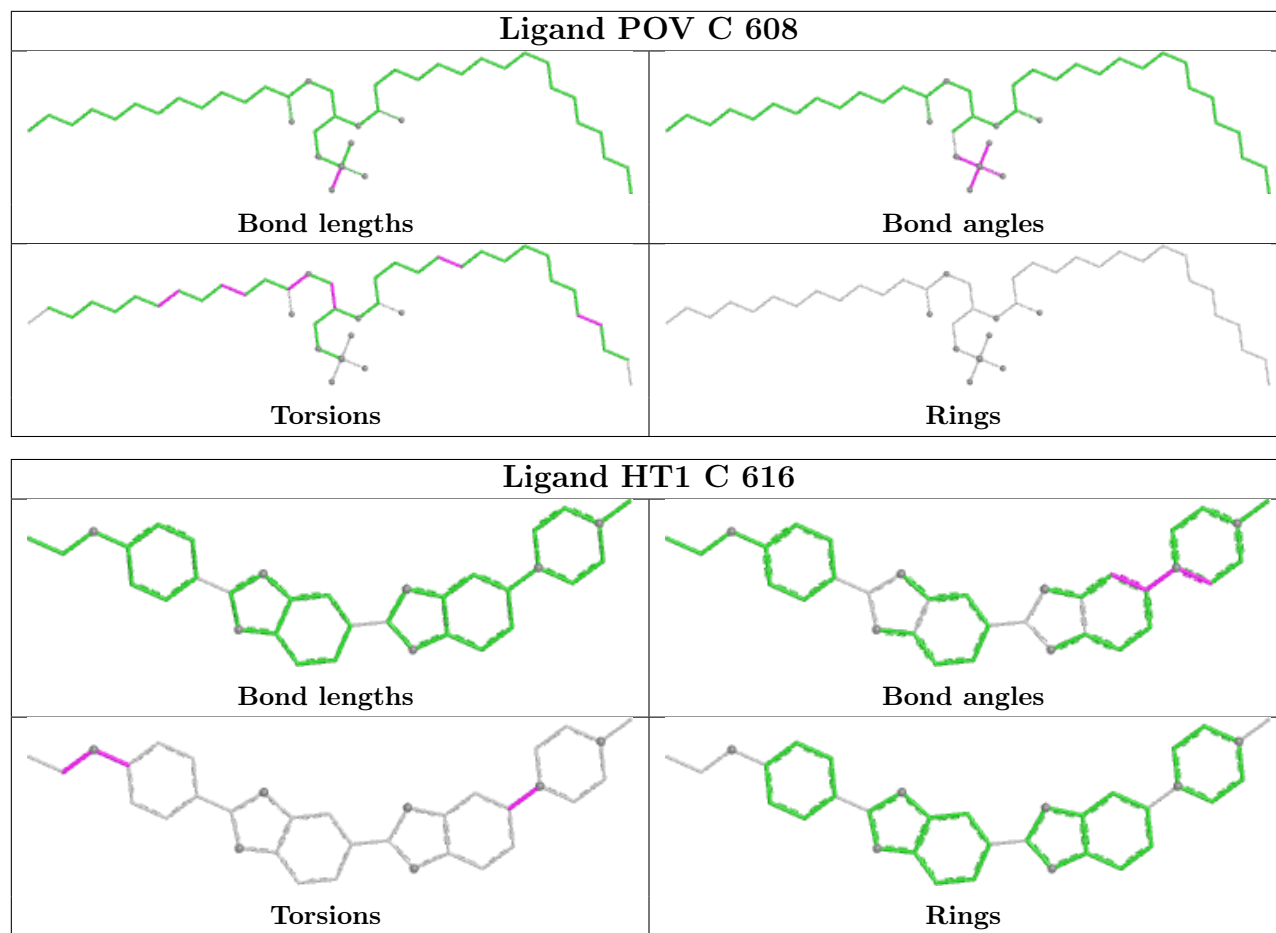 Ligand POV C 608
Bond lengths
Bond angles
Torsions
Rings
Ligand HT1 C 616
Bond lengths
Bond angles
Torsions
Rings